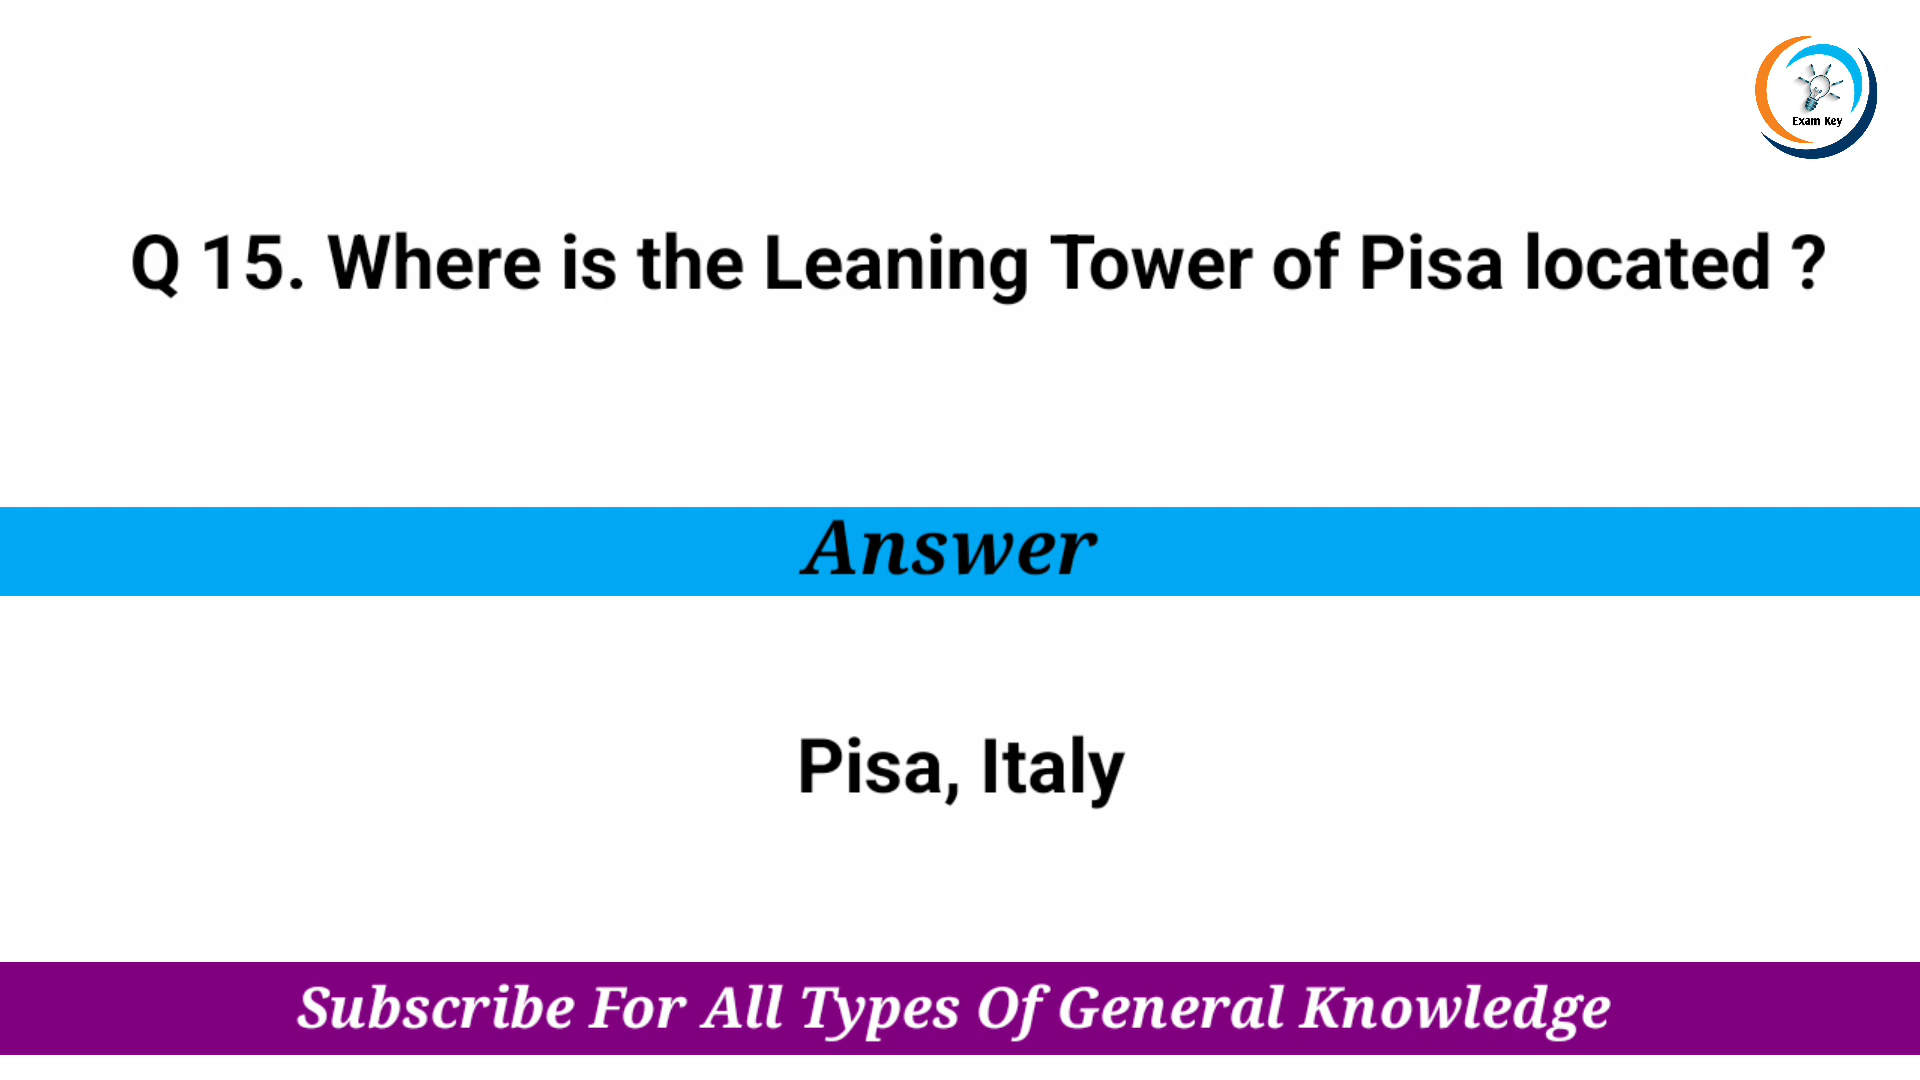 Exam Key
Q 15. Where is the Leaning Tower of Pisa located ?
Answer
Pisa, Italy
Subscribe For All Types Of General Knowledge